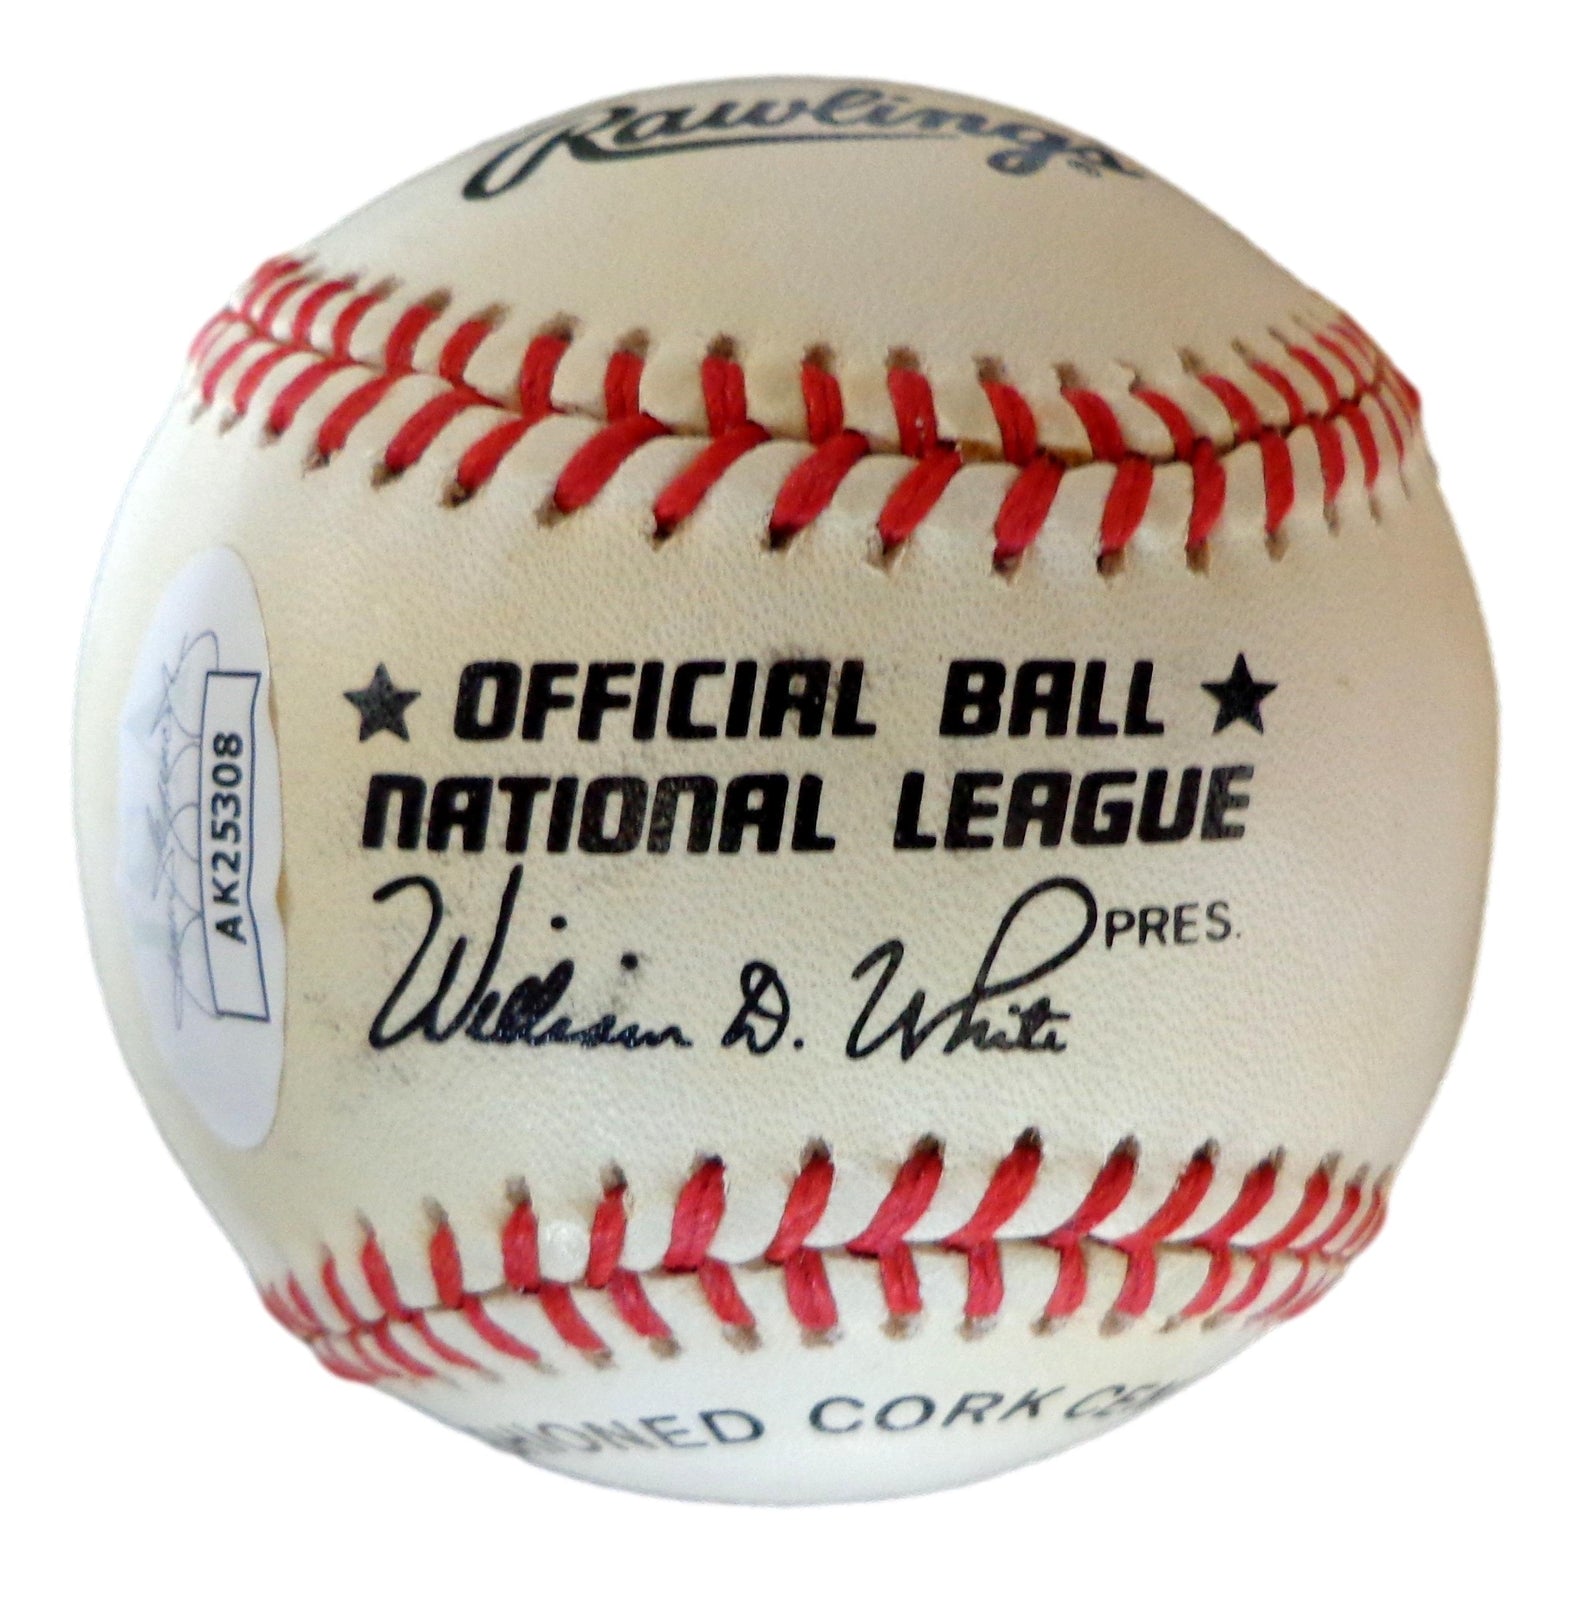 Rawlings
★ OFFICIAL BALL ★
NATIONAL LEAGUE
William D. White PRES.
AK25308
CORK